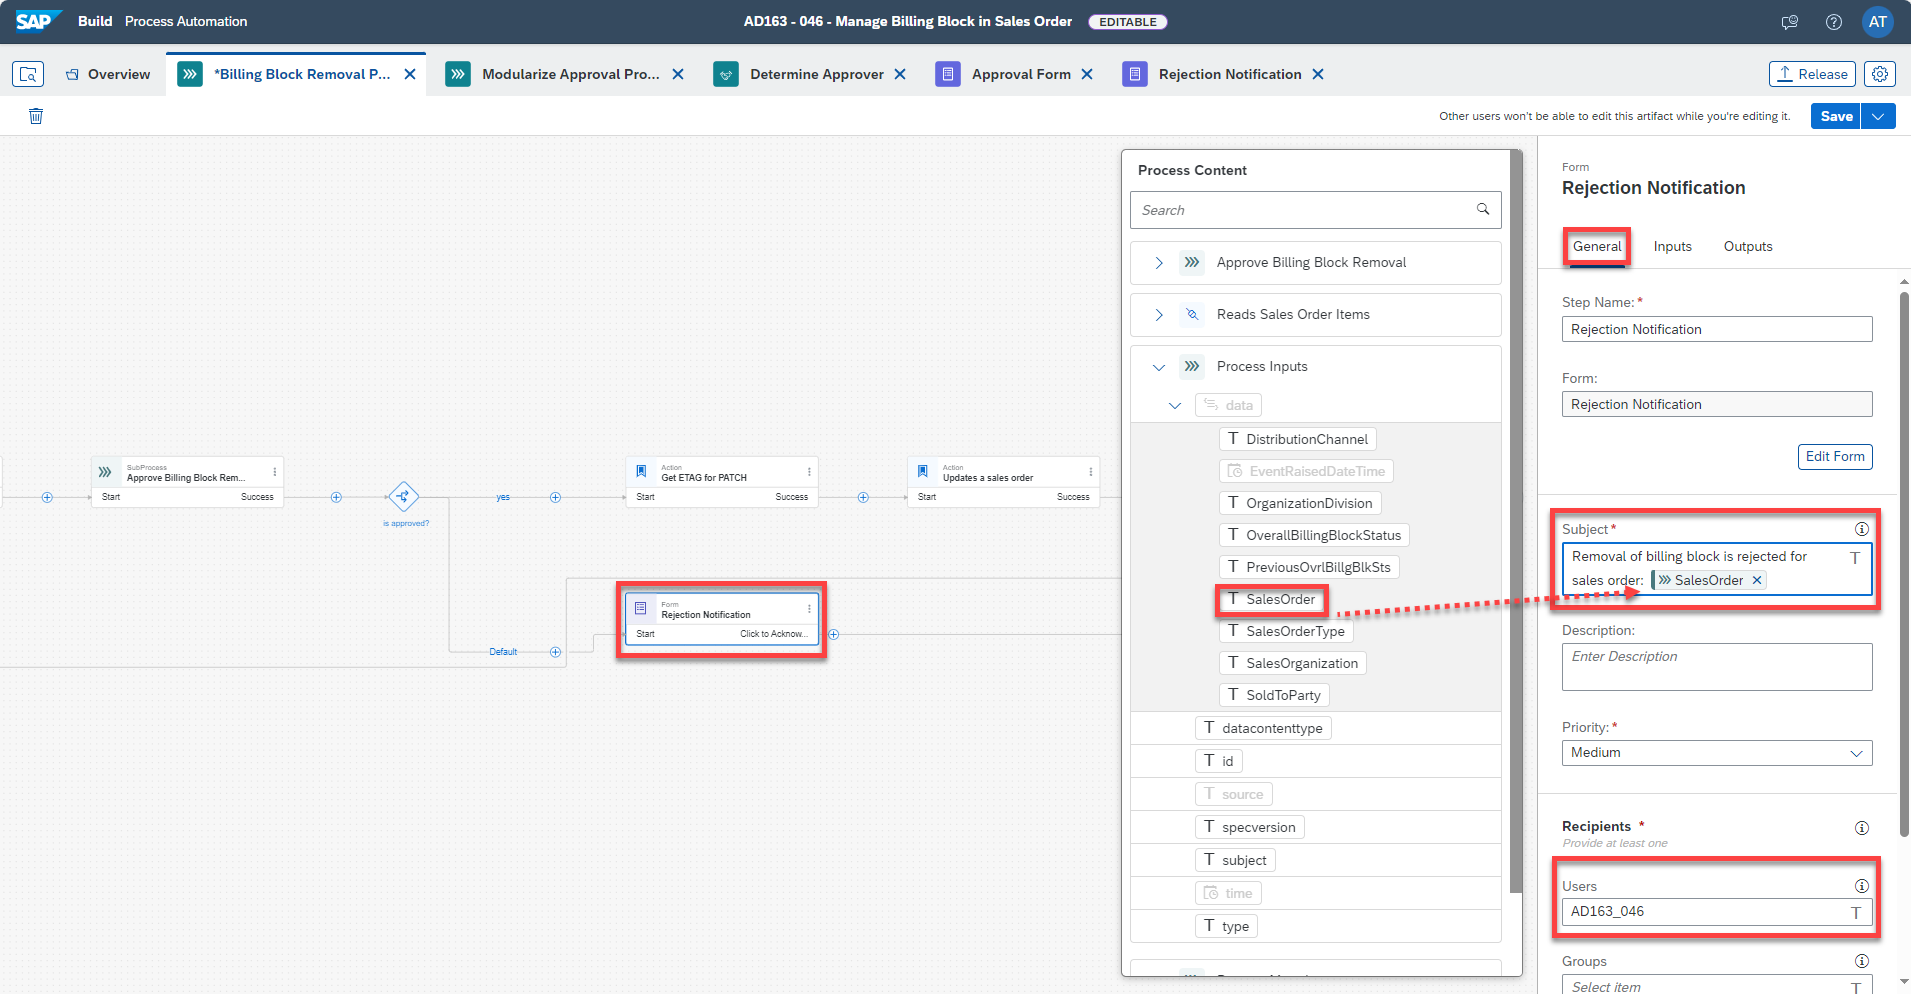 SAP Build Process Automation
AD163 - 046 - Manage Billing Block in Sales Order EDITABLE
AT
Overview
*Billing Block Removal P...
Modularize Approval Pro...
Determine Approver
Approval Form
Rejection Notification
Release
Other users won't be able to edit this artifact while you're editing it.
Save
SubProcess
Approve Billing Block Rem...
Start Success
is approved?
yes
Default
Action
Get ETAG for PATCH
Start Success
Action
Updates a sales order
Start Success
Form
Rejection Notification
Start Click to Acknow...
Process Content
Search
Approve Billing Block Removal
Reads Sales Order Items
Process Inputs
data
T DistributionChannel
EventRaisedDateTime
T OrganizationDivision
T OverallBillingBlockStatus
T PreviousOvrlBillgBlkSts
T SalesOrder
T SalesOrderType
T SalesOrganization
T SoldToParty
T datacontenttype
T id
T source
T specversion
T subject
time
T type
Form
Rejection Notification
General Inputs Outputs
Step Name: *
Rejection Notification
Form:
Rejection Notification
Edit Form
Subject *
Removal of billing block is rejected for T
sales order: SalesOrder
Description:
Enter Description
Priority: *
Medium
Recipients *
Provide at least one
Users
AD163_046 T
Groups
Select item T